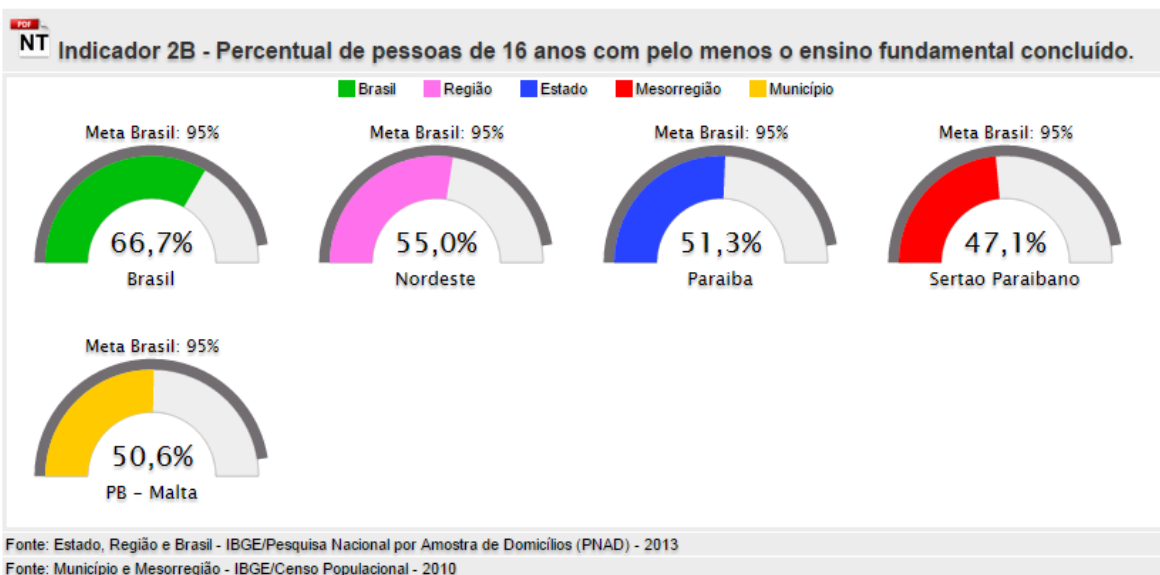 PDF
NT Indicador 2B - Percentual de pessoas de 16 anos com pelo menos o ensino fundamental concluído.
Brasil Região Estado Mesorregião Município
Meta Brasil: 95% Meta Brasil: 95% Meta Brasil: 95% Meta Brasil: 95%
66,7% 55,0% 51,3% 47,1%
Brasil Nordeste Paraiba Sertao Paraibano
Meta Brasil: 95%
50,6%
PB - Malta
Fonte: Estado, Região e Brasil - IBGE/Pesquisa Nacional por Amostra de Domicílios (PNAD) - 2013
Fonte: Município e Mesorregião - IBGE/Censo Populacional - 2010